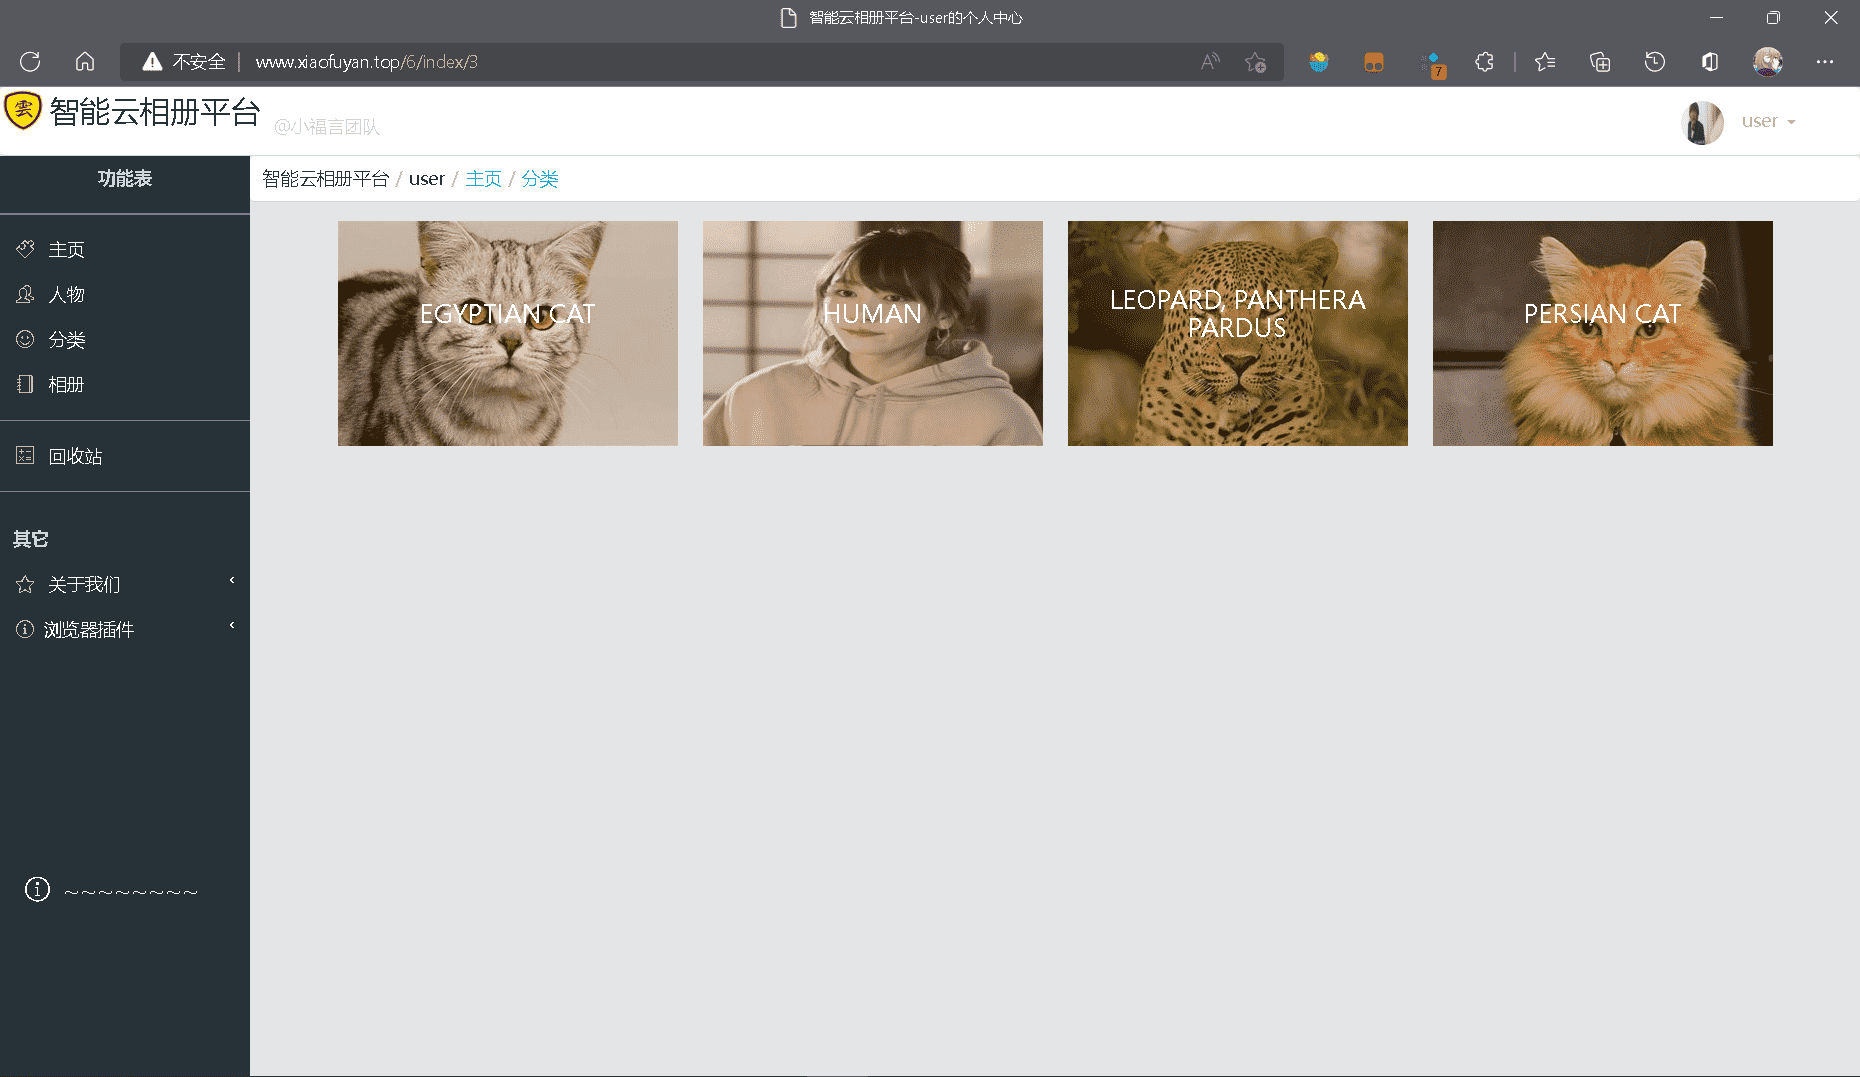 智能云相册平台-user的个人中心
不安全
www.xiaofuyan.top/6/index/3
7
雲 智能云相册平台 @小福言团队
user
功能表
智能云相册平台 / user / 主页 / 分类
主页
人物
分类
相册
回收站
其它
关于我们
浏览器插件
~~~~~~~~
EGYPTIAN CAT
HUMAN
LEOPARD, PANTHERA
PARDUS
PERSIAN CAT